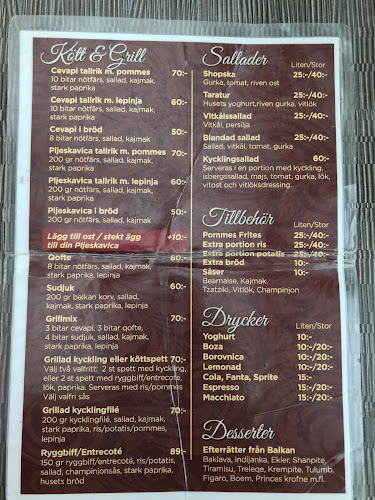 Kött & Grill
Cevapi tallrik m. pommes 70:-
10 bitar nötfärs, sallad, kajmak,
stark paprika
Cevapi tallrik m. lepinja 60:-
10 bitar nötfärs, sallad, kajmak,
stark paprika
Cevapi i bröd 50:-
8 bitar nötfärs, sallad, kajmak
Pljeskavica tallrik m. pommes 70:-
200 gr nötfärs, sallad, kajmak,
stark paprika
Pljeskavica tallrik m. lepinja 60:-
200 gr nötfärs, sallad, kajmak,
stark paprika
Pljeskavica i bröd 50:-
200 gr nötfärs, sallad, kajmak
Lägg till ost / stekt ägg
till din Pljeskavica +10:-
Qofte 60:-
8 bitar nötfärs, sallad, kajmak,
stark paprika, lepinja
Sudjuk 60:-
200 gr balkan korv, sallad,
kajmak, stark paprika, lepinja
Grillmix 70:-
3 bitar cevapi, 3 bitar qofte,
4 bitar sudjuk, sallad, kajmak,
stark paprika, lepinja
Grillad kyckling eller köttspett 70:-
Välj två valfritt: 2 st spett med kyckling,
eller 2 st spett med ryggbiff/entrecote,
lök, paprika. Serveras med ris/pommes
Välj valfri sås
Grillad kycklingfilé 70:-
200 gr kycklingfilé, sallad, kajmak,
stark paprika, ris/potatis/pommes,
lepinja
Ryggbiff/Entrecoté 89:-
150 gr ryggbiff/entrecoté, ris/potatis,
sallad, champinjonsås, stark paprika,
husets bröd
Sallader Liten/Stor
Shopska 25:-/40:-
Gurka, tomat, riven ost
Taratur 25:-/40:-
Husets yoghurt,riven gurka, vitlök
Vitkålssallad 25:-/40:-
Vitkål, persilja
Blandad sallad 25:-/40:-
Sallad, vitkål, tomat, gurka
Kycklingsallad 60:-
Serveras i en portion med kyckling,
isbergssallad, majs, tomat, gurka, lök,
vitost och vitlöksdressing.
Tillbehör Liten/Stor
Pommes Frites 25:-/40:-
Extra portion ris 25:-/40:-
Extra portion potatis 25:-/40:-
Extra bröd 10:-
Såser 10:-
Bearnaise, Kajmak,
Tzatziki, Vitlök, Champinjon
Drycker Liten/Stor
Yoghurt 10:-
Boza 10:-/20:-
Borovnica 10:-/20:-
Lemonad 10:-/20:-
Cola, Fanta, Sprite 15:-
Espresso 10:-/20:-
Macchiato 10:-/20:-
Desserter
Efterrätter från Balkan
Baklava, Indijanka, Ekler, Shanpite,
Tiramisu, Treleqe, Krempite, Tulumb,
Figaro, Boem, Princes krofne m.fl.